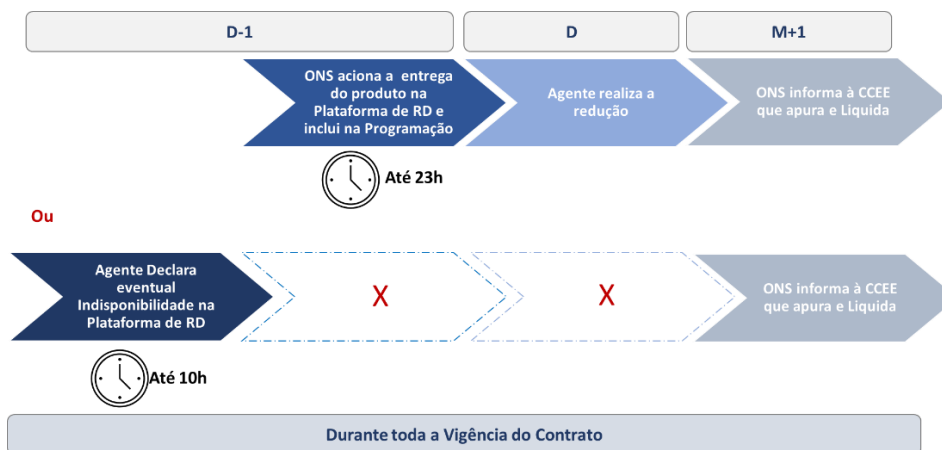 D-1
D
M+1
ONS aciona a entrega
do produto na
Plataforma de RD e
inclui na Programação
Agente realiza a
redução
ONS informa à CCEE
que apura e Liquida
Até 23h
Ou
Agente Declara
eventual
Indisponibilidade na
Plataforma de RD
X
X
ONS informa à CCEE
que apura e Liquida
Até 10h
Durante toda a Vigência do Contrato